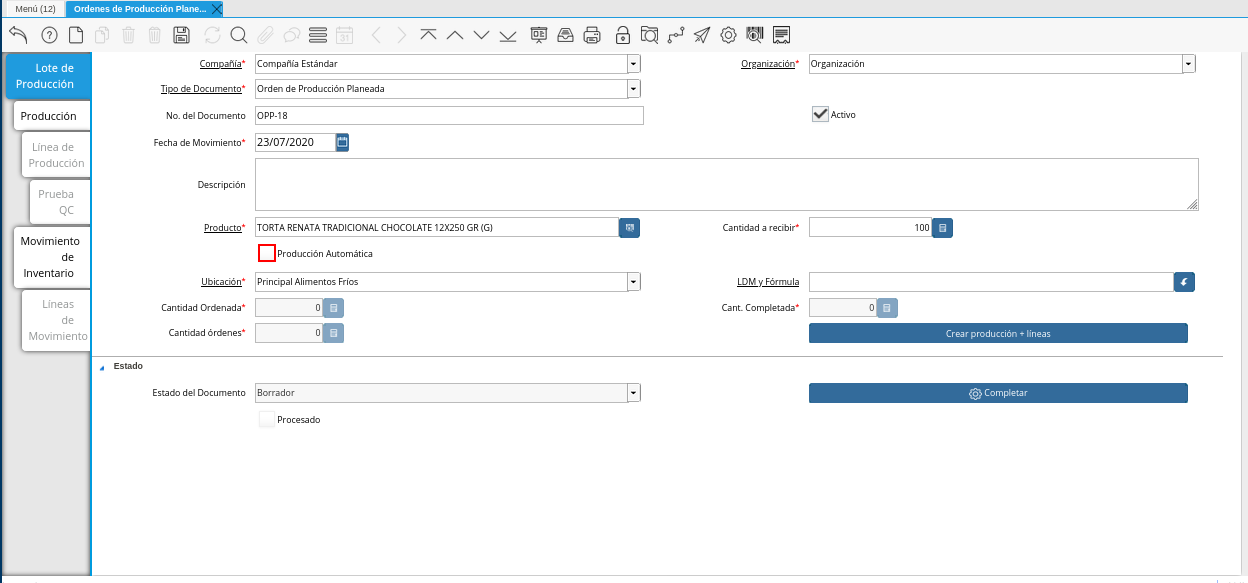 Menú (12)
Ordenes de Producción Plane...
31
Lote de
Producción
Producción
Línea de
Producción
Prueba
QC
Movimiento
de
Inventario
Líneas
de
Movimiento
Compañía* Compañía Estándar
Organización* Organización
Tipo de Documento* Orden de Producción Planeada
No. del Documento OPP-18
Activo
Fecha de Movimiento* 23/07/2020
Descripción
Producto* TORTA RENATA TRADICIONAL CHOCOLATE 12X250 GR (G)
Cantidad a recibir* 100
Producción Automática
Ubicación* Principal Alimentos Fríos
LDM y Fórmula
Cantidad Ordenada* 0
Cant. Completada* 0
Cantidad órdenes* 0
Crear producción + líneas
Estado
Estado del Documento Borrador
Completar
Procesado